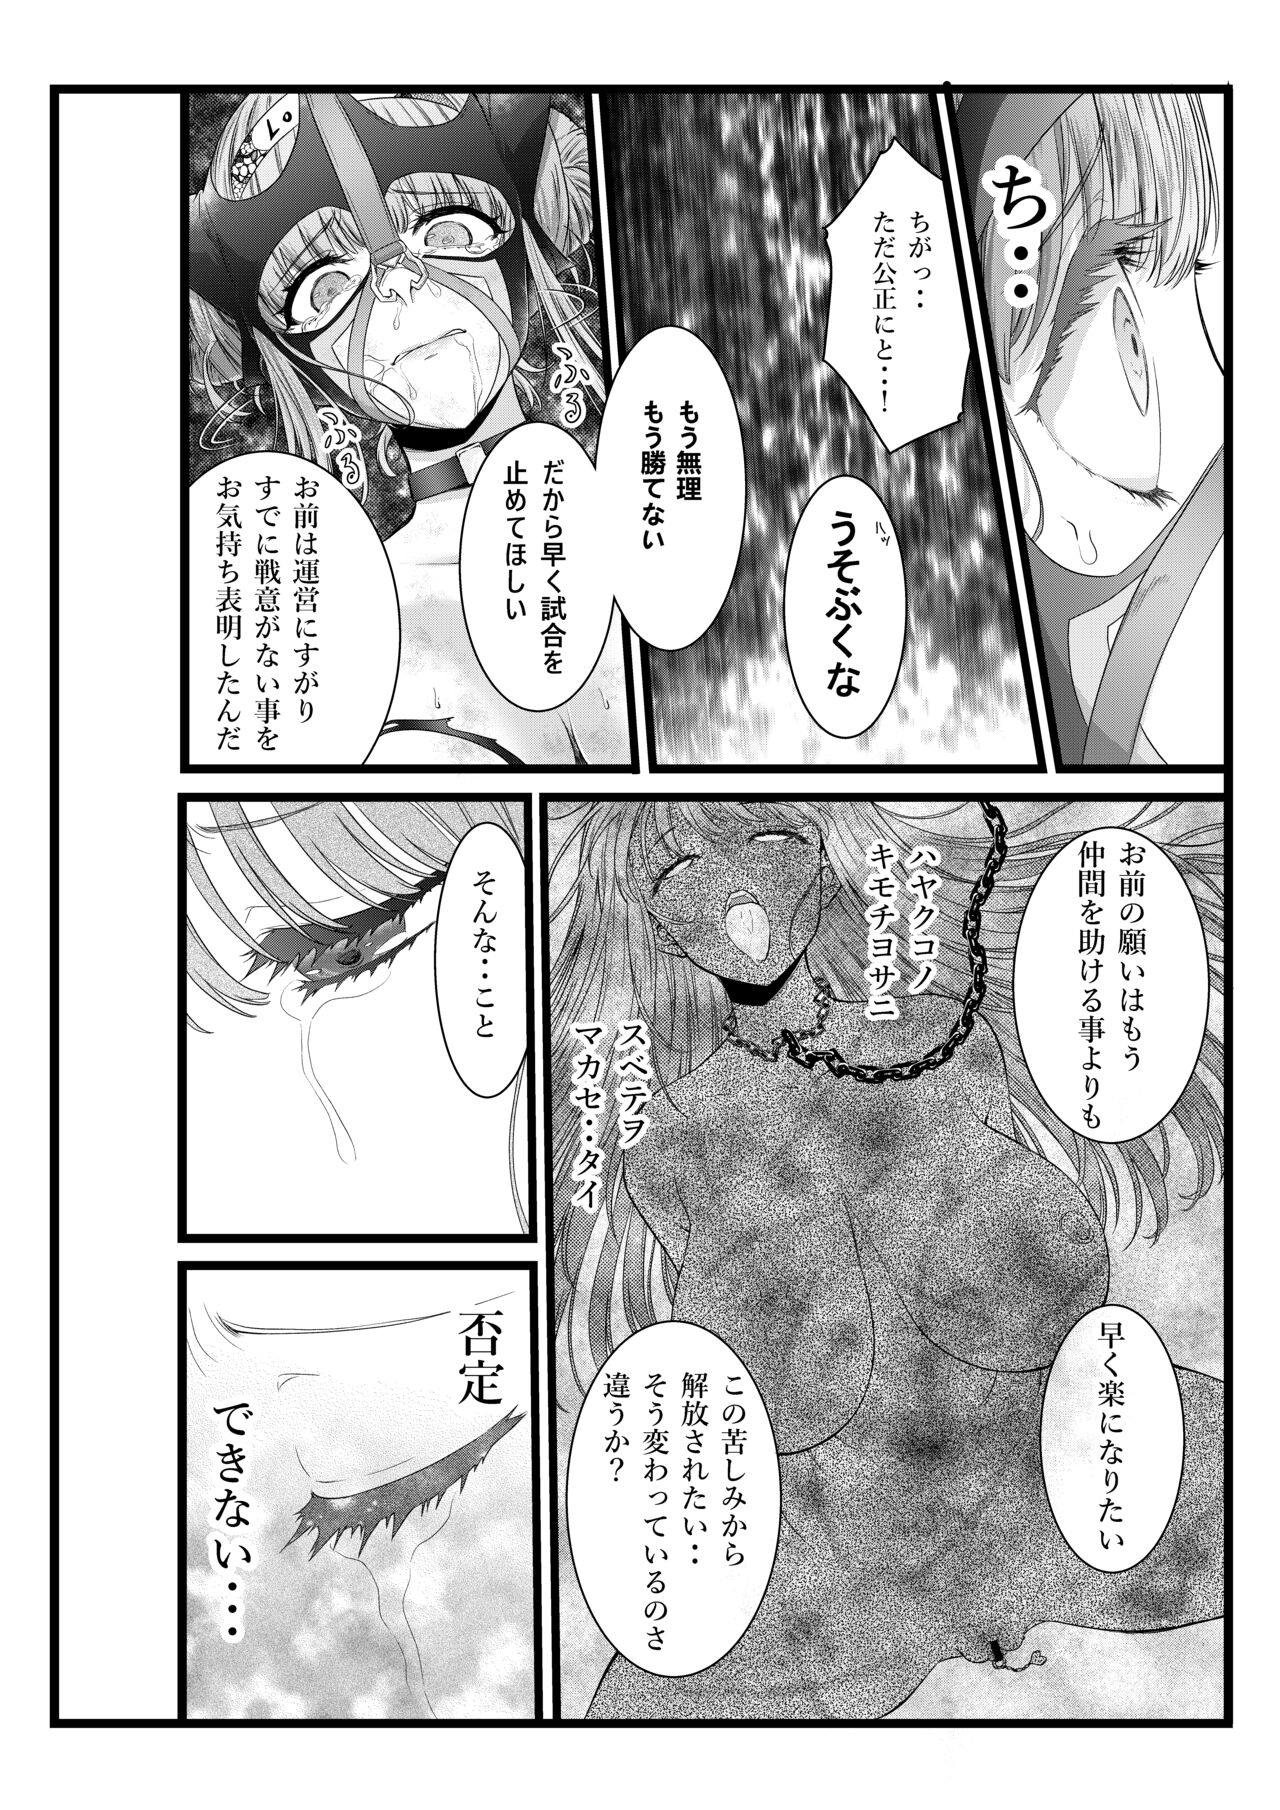 ち・・・
ちがっ・・
ただ公正にと・・・！
うそぶくな
ハッ
もう無理
もう勝てない
だから早く試合を
止めてほしい
07
ふる
ふる
お前は運営にすがり
すでに戦意がない事を
お気持ち表明したんだ
お前の願いはもう
仲間を助ける事よりも
ハヤクコノ
キモチヨサニ
スベテヲ
マカセ・・タイ
早く楽になりたい
この苦しみから
解放されたい・・
そう変わっているのさ
違うか？
そんな・・こと
否定
できない・・・